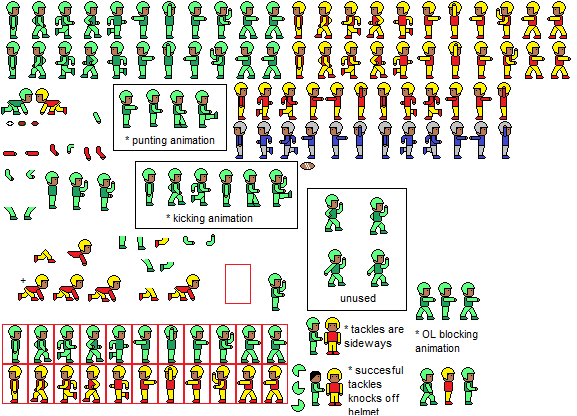 * punting animation
* kicking animation
unused
* OL blocking
animation
* tackles are
sideways
* succesful
tackles
knocks off
helmet